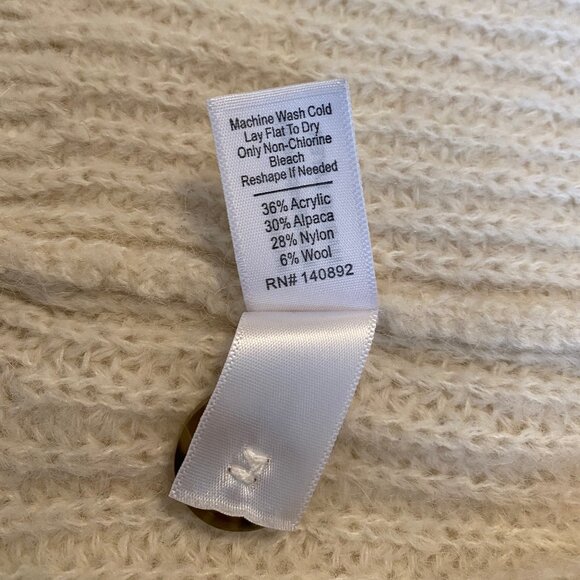 Machine Wash Cold
Lay Flat To Dry
Only Non-Chlorine
Bleach
Reshape If Needed
36% Acrylic
30% Alpaca
28% Nylon
6% Wool
RN# 140892